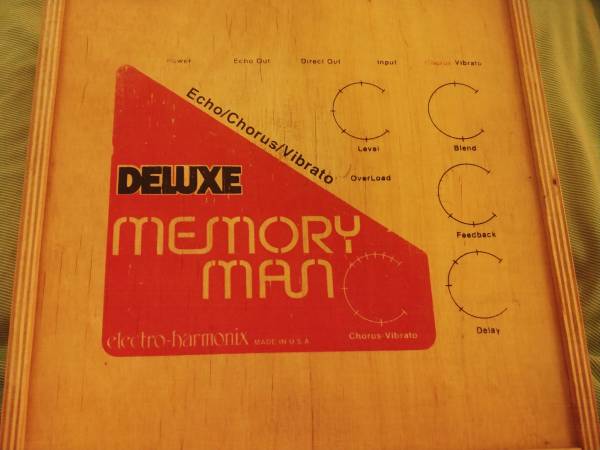 Power Echo Out Direct Out Input Chorus Vibrato
Echo/Chorus/Vibrato
Level
Blend
OverLoad
DELUXE
MEMORY
MAN
Feedback
Delay
Chorus-Vibrato
electro-harmonix MADE IN U.S.A